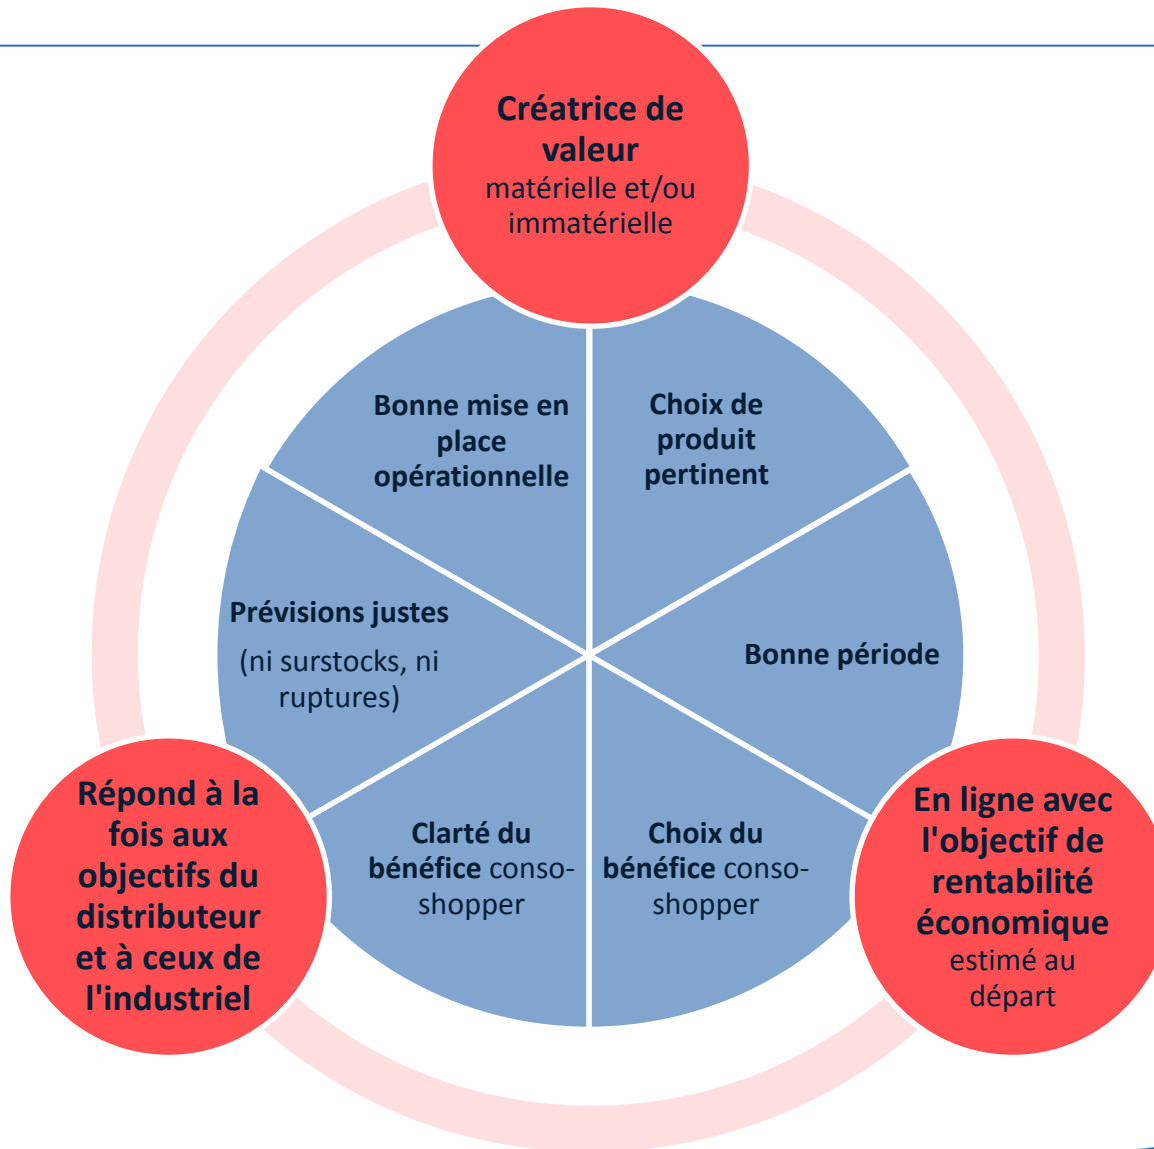 Créatrice de
valeur
matérielle et/ou
immatérielle
Bonne mise en
place
opérationnelle
Choix de
produit
pertinent
Prévisions justes
(ni surstocks, ni
ruptures)
Bonne période
Répond à la
fois aux
objectifs du
distributeur
et à ceux de
l'industriel
Clarté du
bénéfice conso-
shopper
Choix du
bénéfice conso-
shopper
En ligne avec
l'objectif de
rentabilité
économique
estimé au
départ